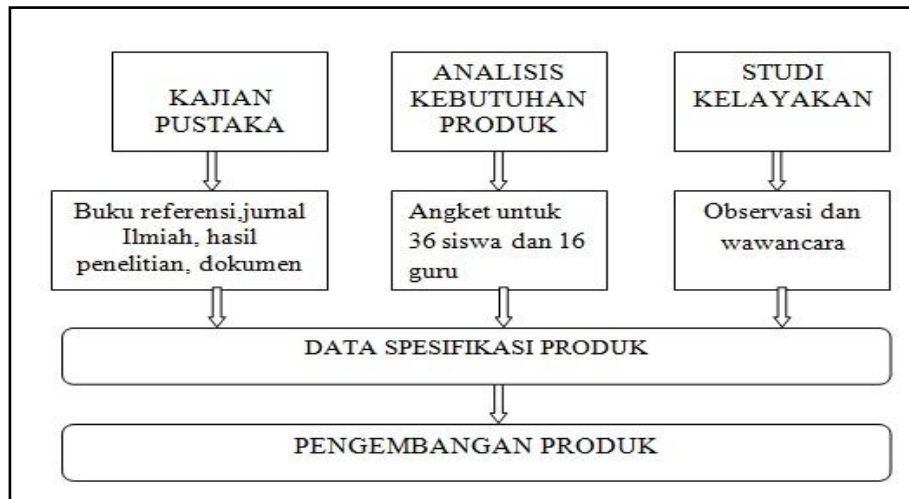 KAJIAN
PUSTAKA
ANALISIS
KEBUTUHAN
PRODUK
STUDI
KELAYAKAN
Buku referensi,jurnal
Ilmiah, hasil
penelitian, dokumen
Angket untuk
36 siswa dan 16
guru
Observasi dan
wawancara
DATA SPESIFIKASI PRODUK
PENGEMBANGAN PRODUK